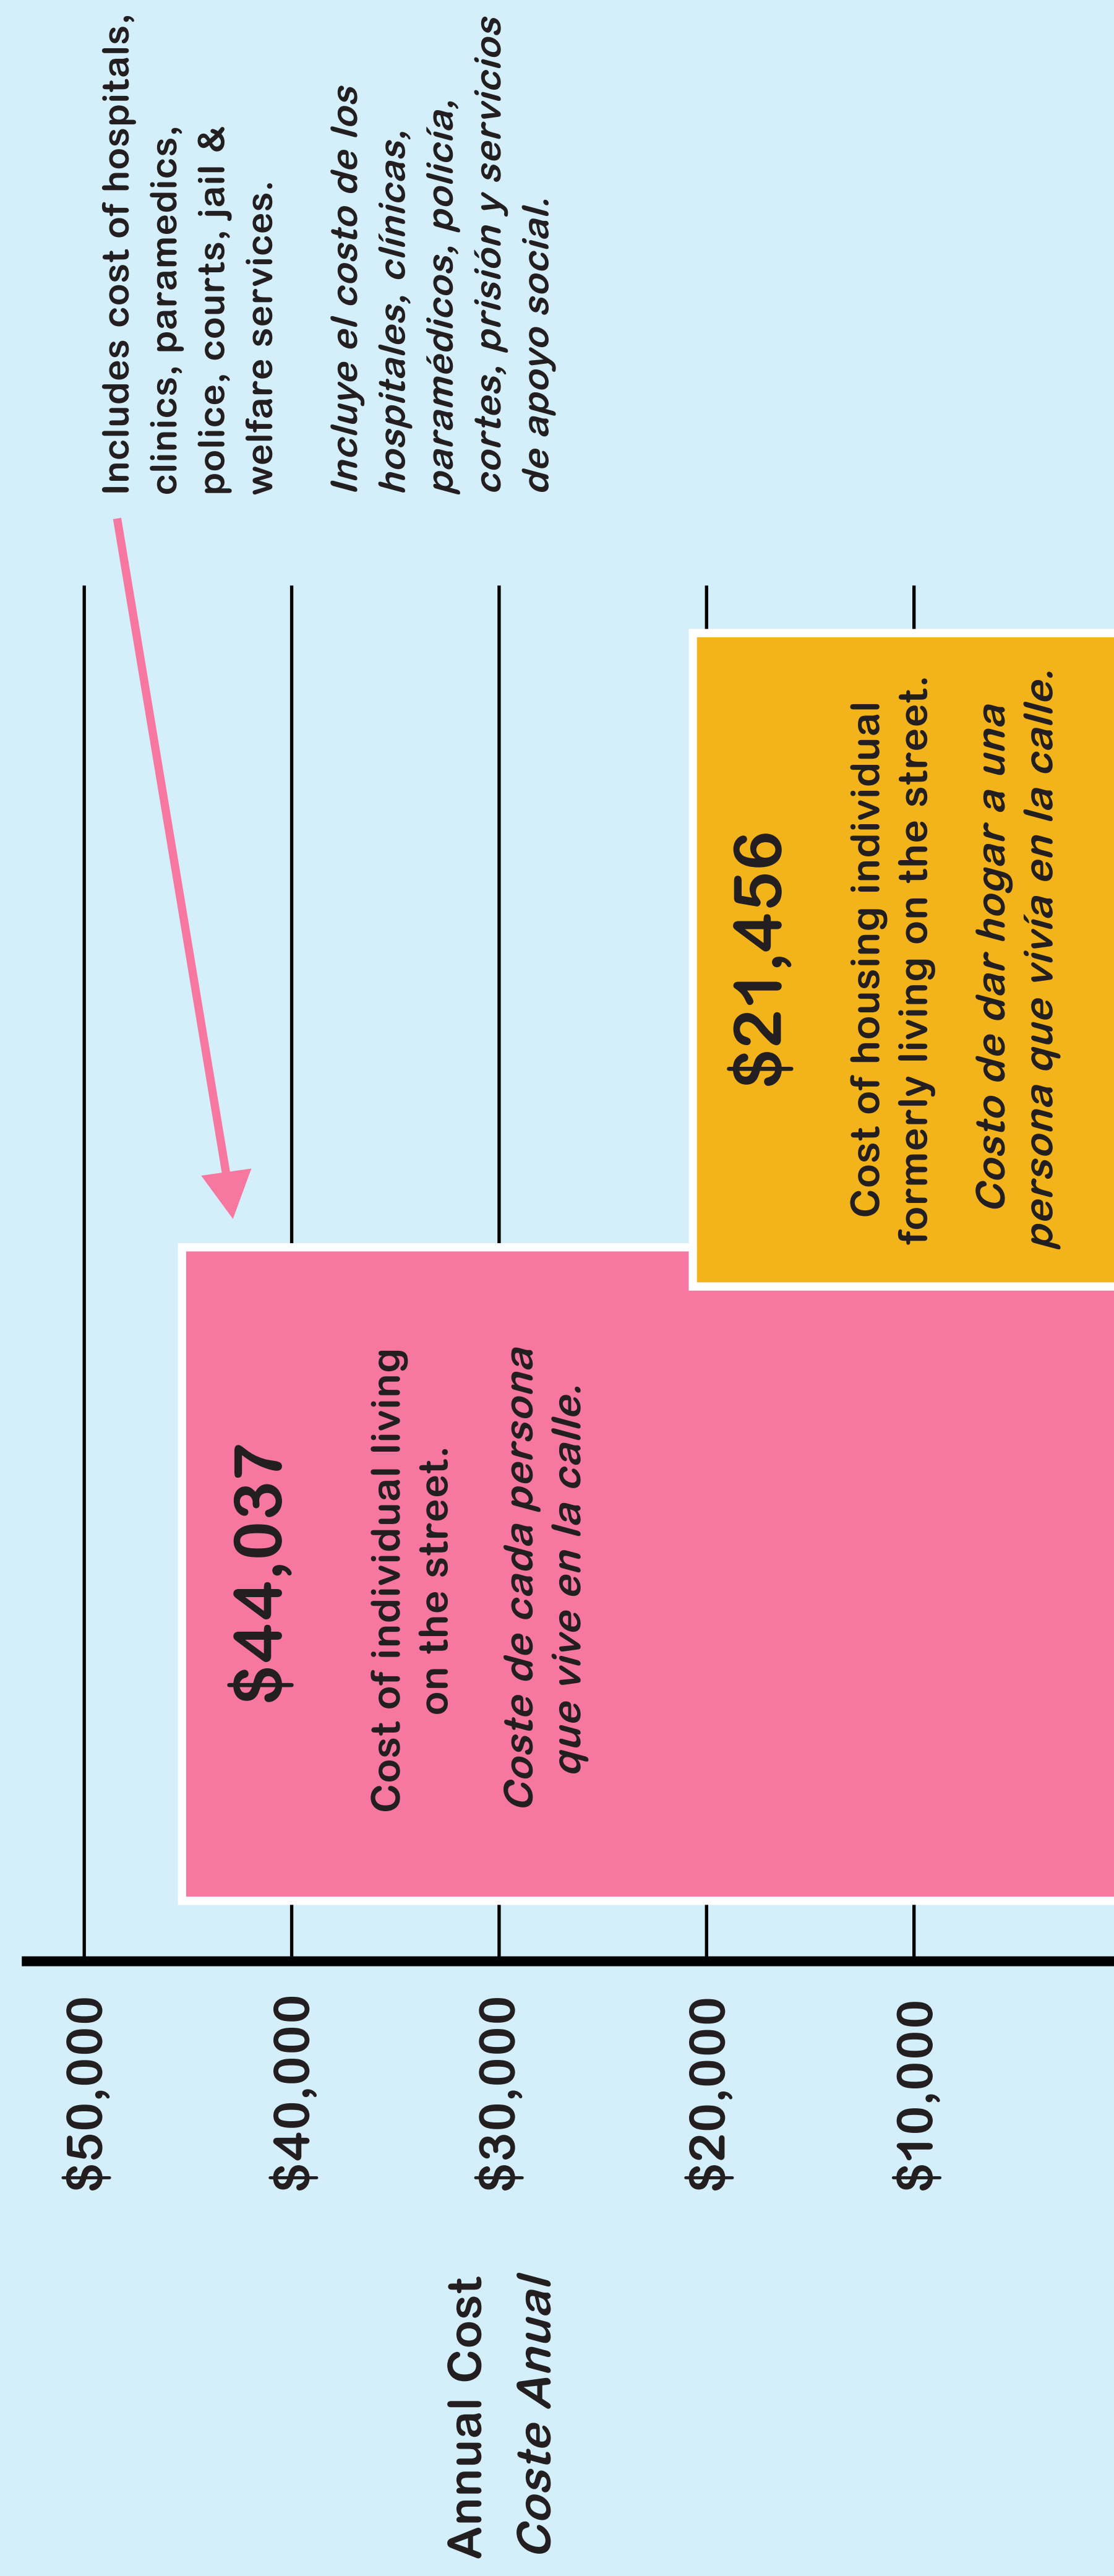 Includes cost of hospitals,
clinics, paramedics,
police, courts, jail &
welfare services.
Incluye el costo de los
hospitales, clínicas,
paramédicos, policía,
cortes, prisión y servicios
de apoyo social.
$50,000
$40,000
$30,000
$20,000
$10,000
Annual Cost
Coste Anual
$44,037
Cost of individual living
on the street.
Coste de cada persona
que vive en la calle.
$21,456
Cost of housing individual
formerly living on the street.
Costo de dar hogar a una
persona que vivía en la calle.